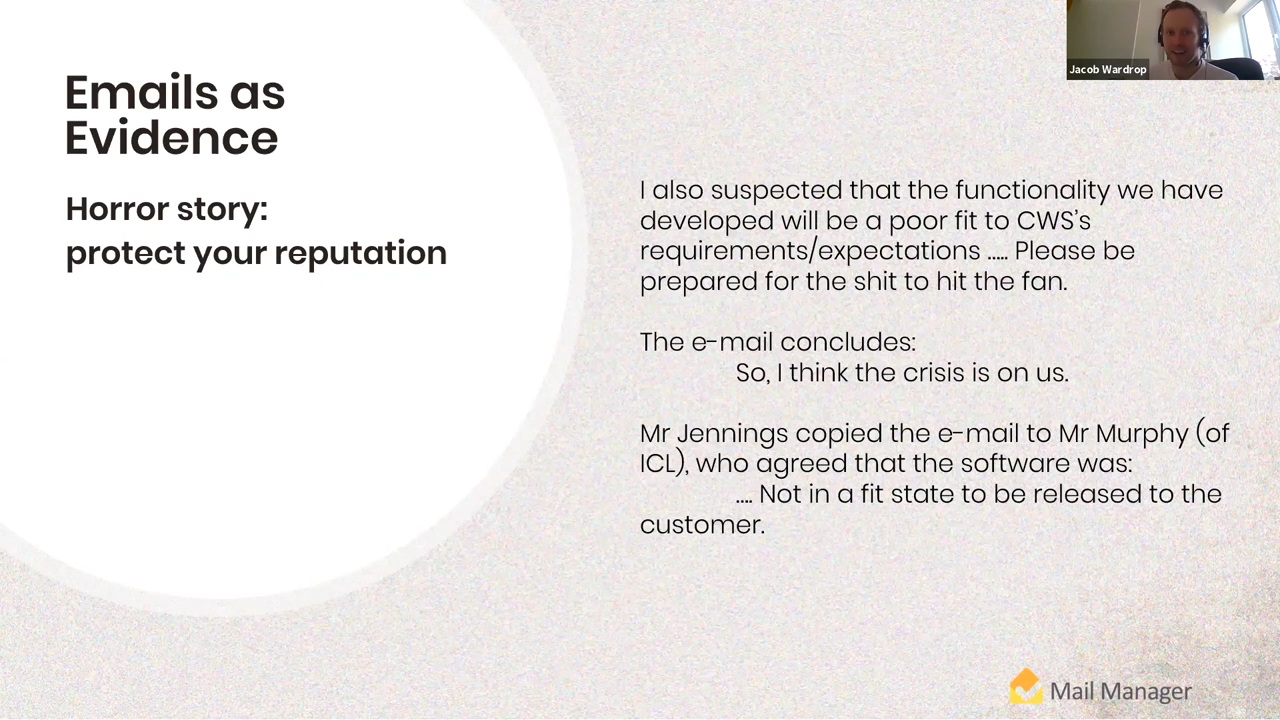 Emails as
Evidence
Horror story:
protect your reputation
Jacob Wardrop
I also suspected that the functionality we have
developed will be a poor fit to CWS’s
requirements/expectations ..... Please be
prepared for the shit to hit the fan.
The e-mail concludes:
So, I think the crisis is on us.
Mr Jennings copied the e-mail to Mr Murphy (of
ICL), who agreed that the software was:
.... Not in a fit state to be released to the
customer.
Mail Manager